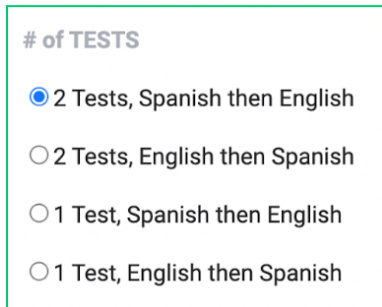 # of TESTS
2 Tests, Spanish then English
2 Tests, English then Spanish
1 Test, Spanish then English
1 Test, English then Spanish